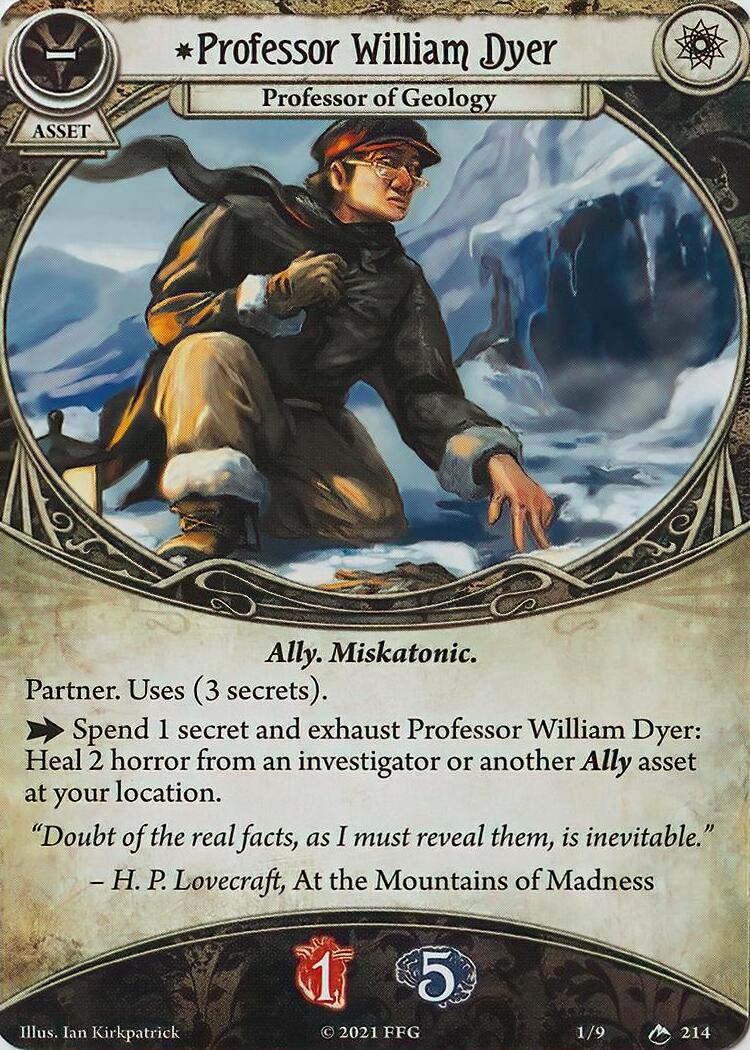 Professor William Dyer
Professor of Geology
ASSET
Ally. Miskatonic.
Partner. Uses (3 secrets).
Spend 1 secret and exhaust Professor William Dyer:
Heal 2 horror from an investigator or another Ally asset
at your location.
“Doubt of the real facts, as I must reveal them, is inevitable.”
– H. P. Lovecraft, At the Mountains of Madness
1 5
Illus. Ian Kirkpatrick © 2021 FFG 1/9 214